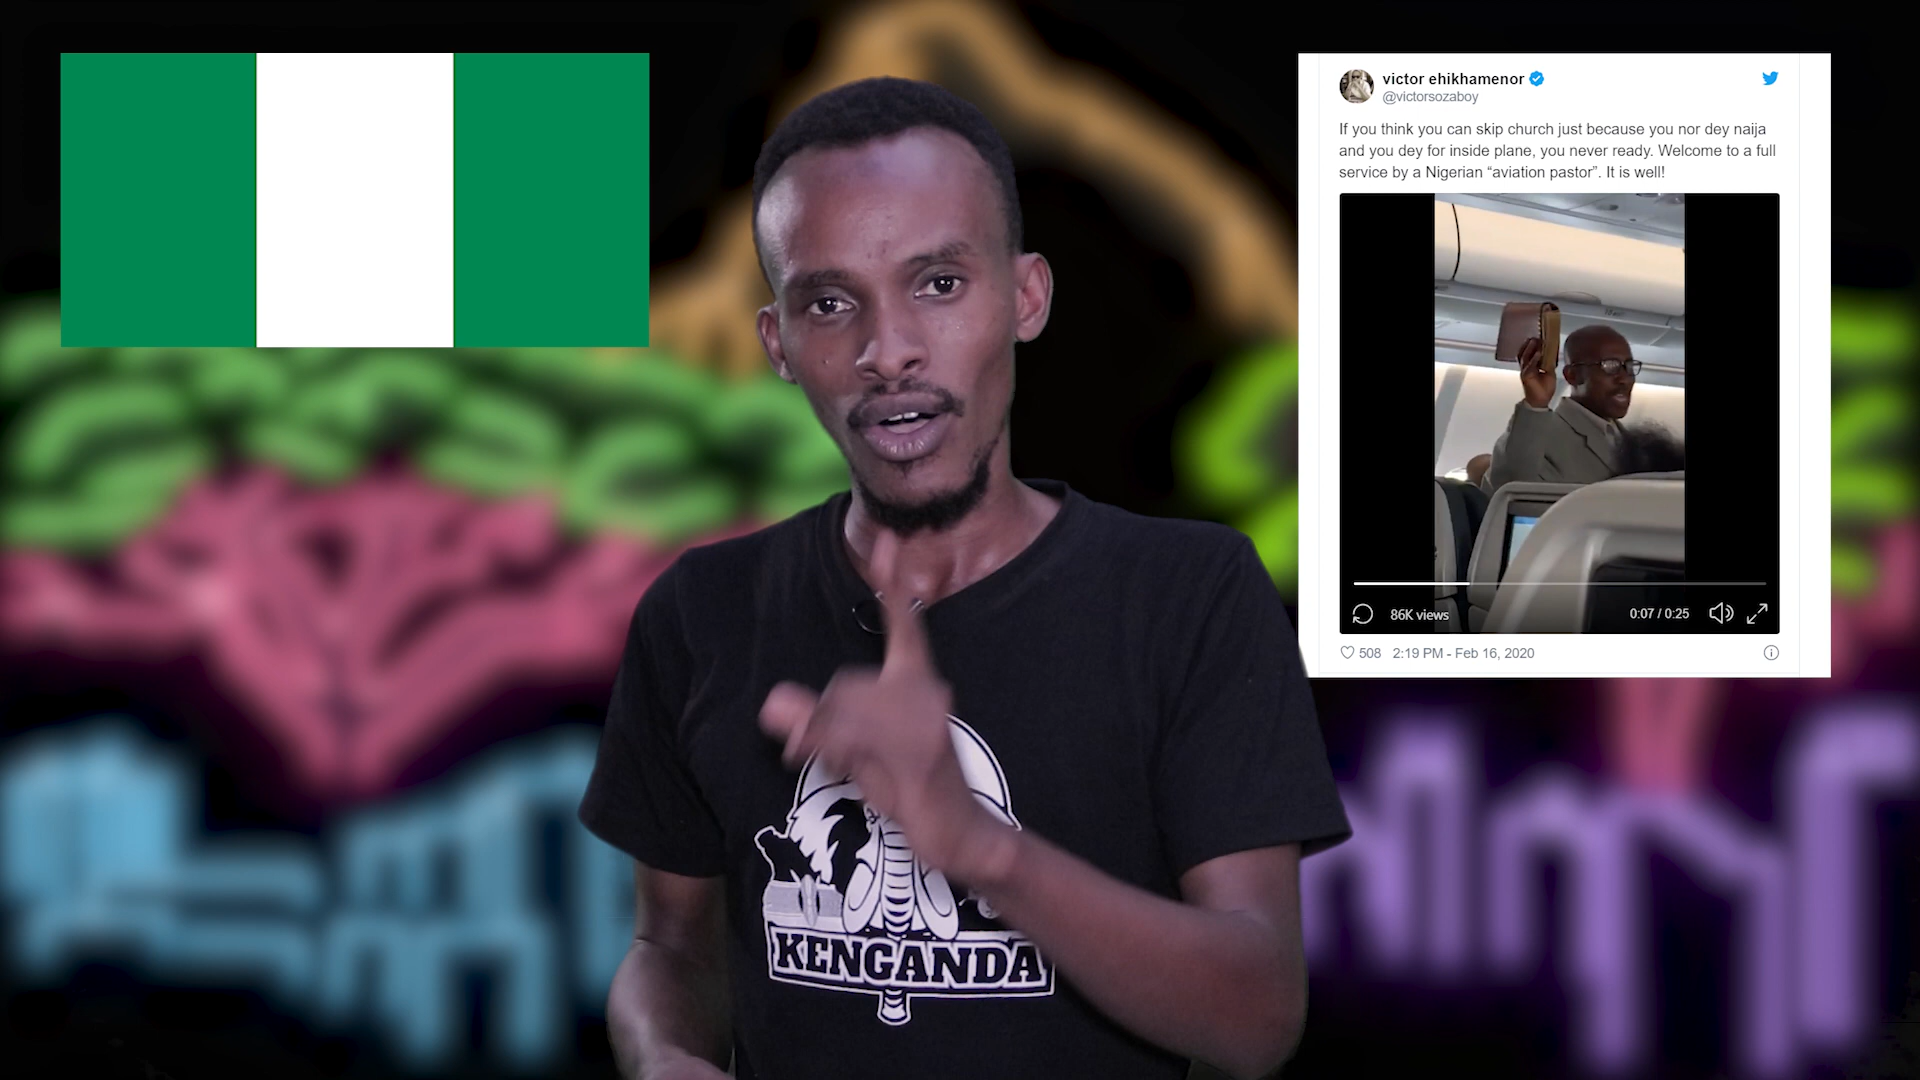 victor ehikhamenor
@victorsozaboy
If you think you can skip church just because you nor dey naija
and you dey for inside plane, you never ready. Welcome to a full
service by a Nigerian “aviation pastor”. It is well!
86K views
0:07 / 0:25
508 2:19 PM - Feb 16, 2020
KENGANDA